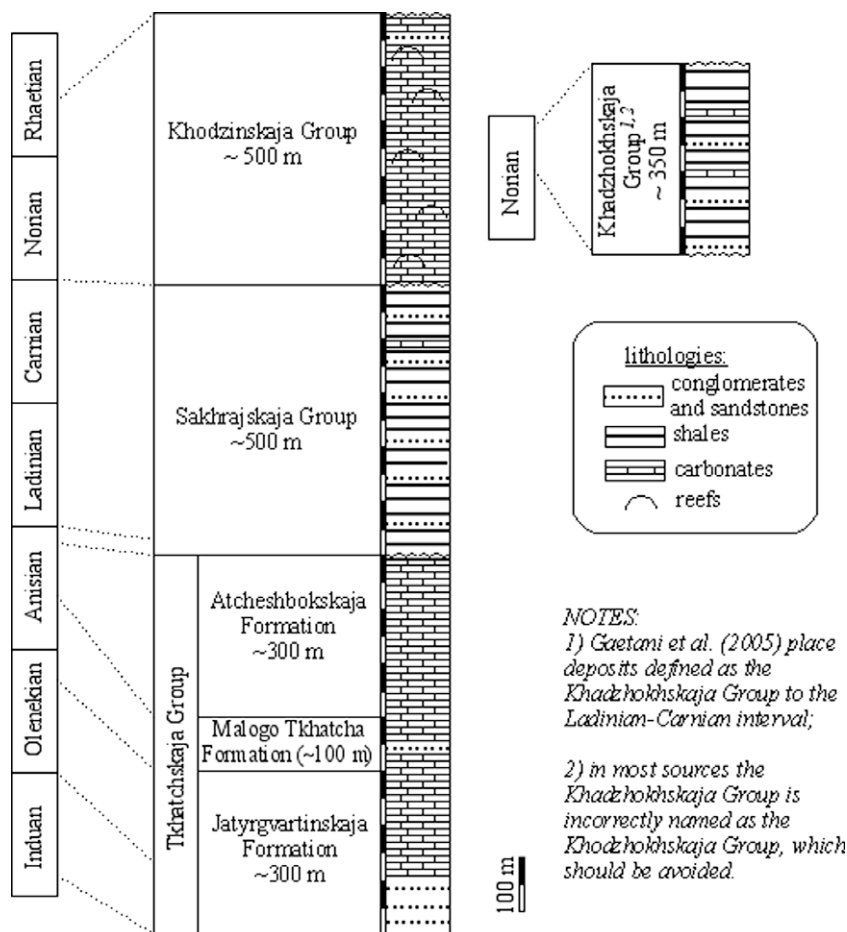 Rhaetian
Norian
Carnian
Ladinian
Anisian
Olenekian
Induan
Khodzinskaja Group
~ 500 m
Sakhrajskaja Group
~500 m
Tkhatchskaja Group
Atcheshbokskaja
Formation
~300 m
Malogo Tkhatcha
Formation (~100 m)
Jatyrgvartinskaja
Formation
~300 m
100 m
Norian
Khadzhokhskaja
Group 1,2
~ 350 m
lithologies:
conglomerates
and sandstones
shales
carbonates
reefs
NOTES:
1) Gaetani et al. (2005) place
deposits defined as the
Khadzhokhskaja Group to the
Ladinian-Carnian interval;
2) in most sources the
Khadzhokhskaja Group is
incorrectly named as the
Khodzhokhskaja Group, which
should be avoided.